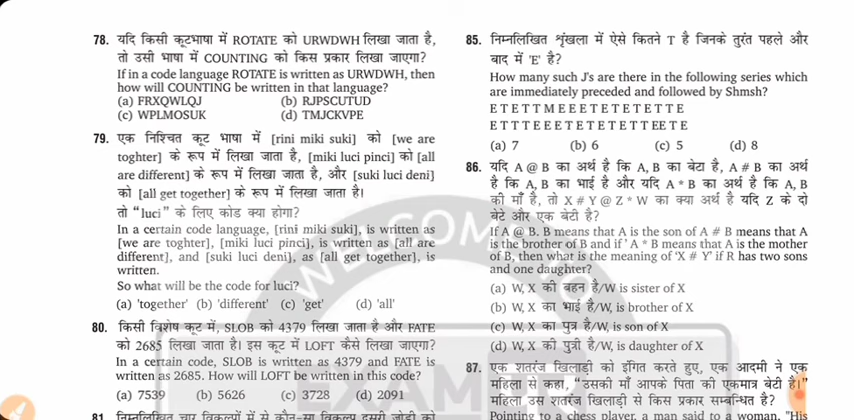 78. यदि किसी कूटभाषा में ROTATE को URWDWH लिखा जाता है,
तो उसी भाषा में COUNTING को किस प्रकार लिखा जाएगा?
If in a code language ROTATE is written as URWDWH, then
how will COUNTING be written in that language?
(a) FRXQWLQJ (b) RJPSCUTUD
(c) WPLMOSUK (d) TMJCKVPE
79. एक निश्चित कूट भाषा में [rini miki suki] को [we are
toghter] के रूप में लिखा जाता है, [miki luci pinci] को [all
are different] के रूप में लिखा जाता है, और [suki luci deni]
को [all get together] के रूप में लिखा जाता है।
तो "luci" के लिए कोड क्या होगा?
In a certain code language, [rini miki suki], is written as
[we are toghter], [miki luci pinci], is written as [all are
different], and [suki luci deni], as [all get together], is
written.
So what will be the code for luci?
(a) 'together' (b) 'different' (c) 'get' (d) 'all'
80. किसी विशेष कूट में, SLOB को 4379 लिखा जाता है और FATE
को 2685 लिखा जाता है। इस कूट में LOFT कैसे लिखा जाएगा?
In a certain code, SLOB is written as 4379 and FATE is
written as 2685. How will LOFT be written in this code?
(a) 7539 (b) 5626 (c) 3728 (d) 2091
81. निम्नलिखित चार विकल्पों में से कौन-सा विकल्प दूसरी जोड़ी को
85. निम्नलिखित शृंखला में ऐसे कितने T है जिनके तुरंत पहले और
बाद में 'E' है?
How many such J's are there in the following series which
are immediately preceded and followed by Shmsh?
E T E T T M E E E T E T E T E T T E
E T T T E E E T E T E T E T T EE T E
(a) 7 (b) 6 (c) 5 (d) 8
86. यदि A @ B का अर्थ है कि A, B का बेटा है, A # B का अर्थ
है कि A, B का भाई है और यदि A * B का अर्थ है कि A, B
की माँ है, तो X # Y @ Z * W का क्या अर्थ है यदि Z के दो
बेटे और एक बेटी है?
If A @ B. B means that A is the son of A # B means that A
is the brother of B and if ' A * B means that A is the mother
of B, then what is the meaning of 'X # Y' if R has two sons
and one daughter?
(a) W, X की बहन है/W is sister of X
(b) W, X का भाई है/W, is brother of X
(c) W, X का पुत्र है/W, is son of X
(d) W, X की पुत्री है/W, is daughter of X
87. एक शतरंज खिलाड़ी को इंगित करते हुए, एक आदमी ने एक
महिला से कहा, "उसकी माँ आपके पिता की एकमात्र बेटी है।"
महिला उस शतरंज खिलाड़ी से किस प्रकार सम्बन्धित है?
Pointing to a chess player, a man said to a woman, "His
WELCOME
EXAM